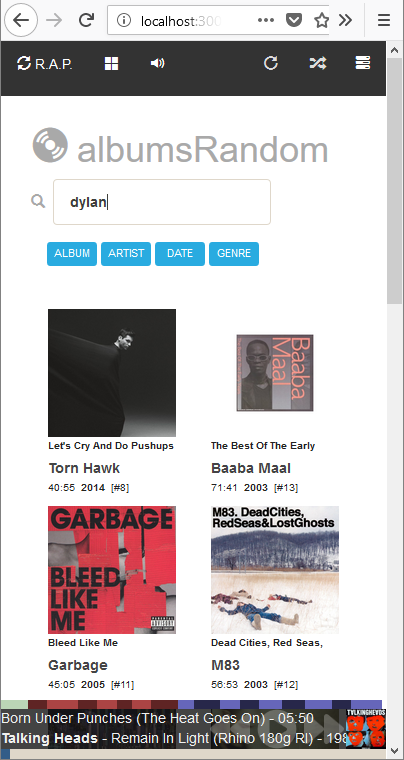 localhost:300
R.A.P.
albumsRandom
dylan
ALBUM ARTIST DATE GENRE
Baaba
Maal
Let's Cry And Do Pushups
Torn Hawk
40:55 2014 [#8]
The Best Of The Early
Baaba Maal
71:41 2003 [#13]
GARBAGE
BLEED
LIKE
ME
Bleed Like Me
Garbage
45:05 2005 [#11]
M83. DeadCities,
RedSeas&LostGhosts
Dead Cities, Red Seas,
M83
56:53 2003 [#12]
Born Under Punches (The Heat Goes On) - 05:50
Talking Heads - Remain In Light (Rhino 180g RI) - 198
TALKING HEADS